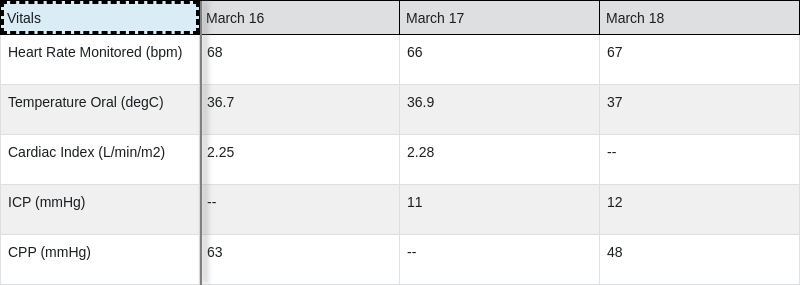 Vitals March 16 March 17 March 18
Heart Rate Monitored (bpm) 68 66 67
Temperature Oral (degC) 36.7 36.9 37
Cardiac Index (L/min/m2) 2.25 2.28 --
ICP (mmHg) -- 11 12
CPP (mmHg) 63 -- 48